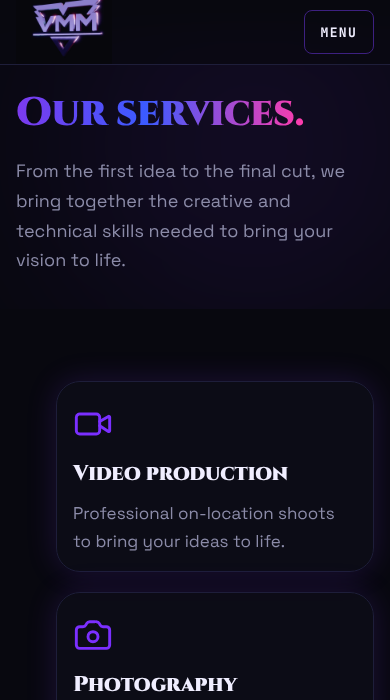 VMM
MENU
Our services.
From the first idea to the final cut, we
bring together the creative and
technical skills needed to bring your
vision to life.
Video production
Professional on-location shoots
to bring your ideas to life.
Photography